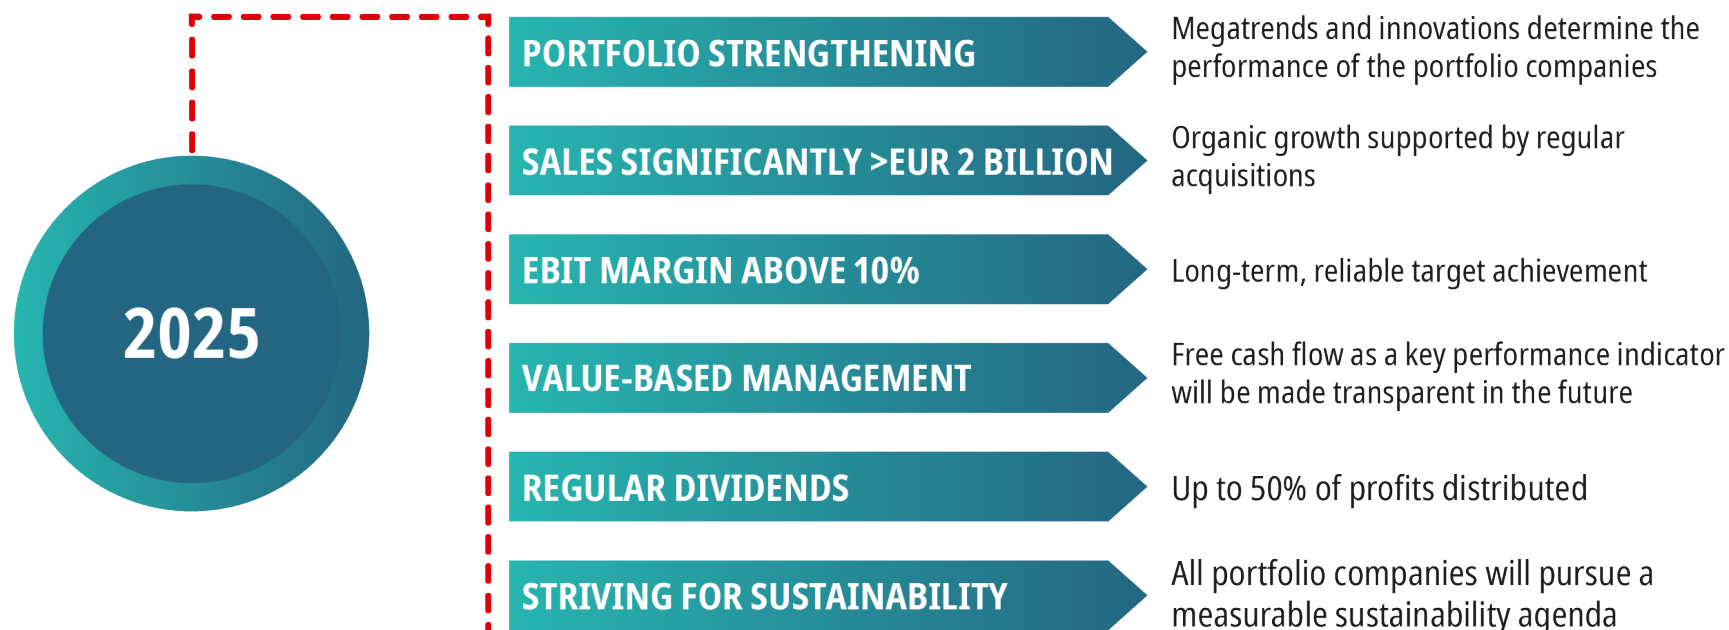 2025
PORTFOLIO STRENGTHENING
Megatrends and innovations determine the
performance of the portfolio companies
SALES SIGNIFICANTLY >EUR 2 BILLION
Organic growth supported by regular
acquisitions
EBIT MARGIN ABOVE 10%
Long-term, reliable target achievement
VALUE-BASED MANAGEMENT
Free cash flow as a key performance indicator
will be made transparent in the future
REGULAR DIVIDENDS
Up to 50% of profits distributed
STRIVING FOR SUSTAINABILITY
All portfolio companies will pursue a
measurable sustainability agenda